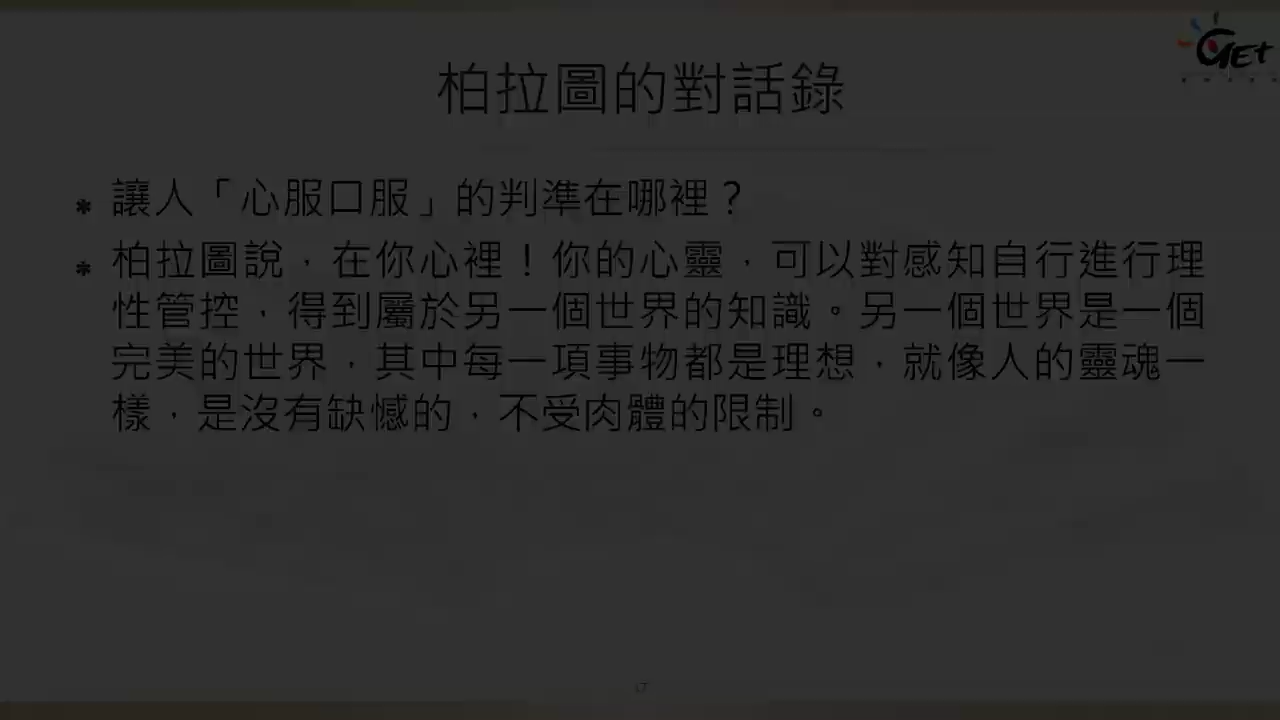 GET
柏拉圖的對話錄
* 讓人「心服口服」的判準在哪裡？
* 柏拉圖說，在你心裡！你的心靈，可以對感知自行進行理
性管控，得到屬於另一個世界的知識。另一個世界是一個
完美的世界，其中每一項事物都是理想，就像人的靈魂一
樣，是沒有缺憾的，不受肉體的限制。